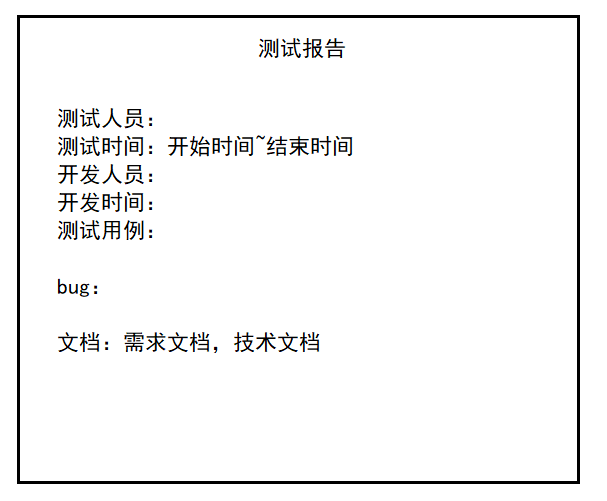 测试报告
测试人员：
测试时间：开始时间~结束时间
开发人员：
开发时间：
测试用例：
bug：
文档：需求文档，技术文档